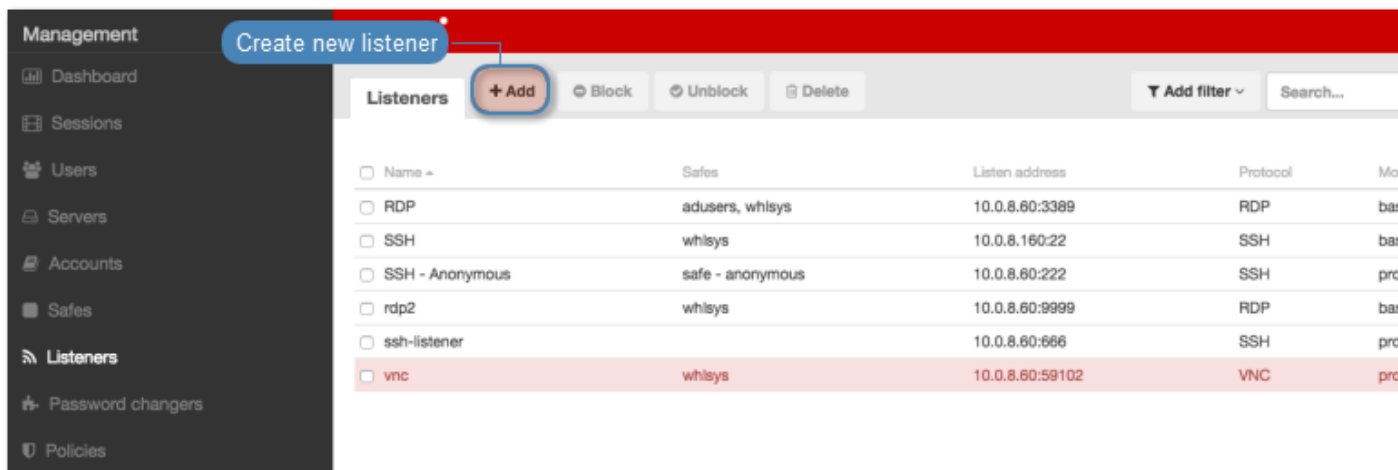 Management
Create new listener
Dashboard
Sessions
Users
Servers
Accounts
Safes
Listeners
Password changers
Policies
Listeners + Add Block Unblock Delete Add filter Search...
Name Safes Listen address Protocol
RDP adusers, whlsys 10.0.8.60:3389 RDP
SSH whlsys 10.0.8.160:22 SSH
SSH - Anonymous safe - anonymous 10.0.8.60:222 SSH
rdp2 whlsys 10.0.8.60:9999 RDP
ssh-listener 10.0.8.60:666 SSH
vnc whlsys 10.0.8.60:59102 VNC